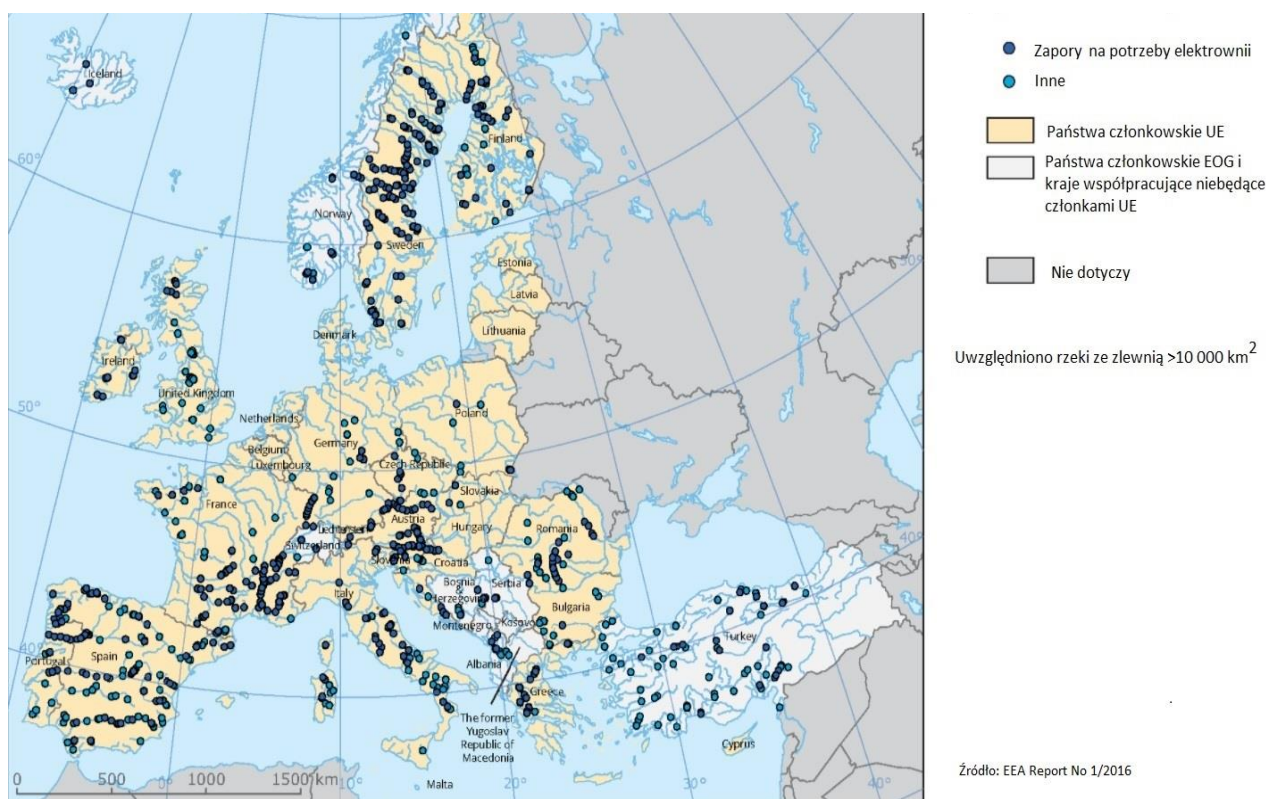 Iceland
60°
Norway
Sweden
Finland
Estonia
Latvia
Lithuania
Denmark
Ireland
United Kingdom
50°
50°
Netherlands
Belgium
Luxembourg
Germany
Poland
Czech Republic
Slovakia
France
Liechtenstein
Switzerland
Austria
Hungary
Romania
Slovenia
Croatia
Italy
Bosnia
&
Herzegovina
Serbia
Montenegro
Kosovo
Bulgaria
40°
40°
Portugal
Spain
Albania
Greece
Turkey
The former
Yugoslav
Republic of
Macedonia
Cyprus
Malta
0 500 1000 1500 km
10°
20°
30°
40°
Zapory na potrzeby elektrownii
Inne
Państwa członkowskie UE
Państwa członkowskie EOG i
kraje współpracujące niebędące
członkami UE
Nie dotyczy
Uwzględniono rzeki ze zlewnią >10 000 km²
Źródło: EEA Report No 1/2016